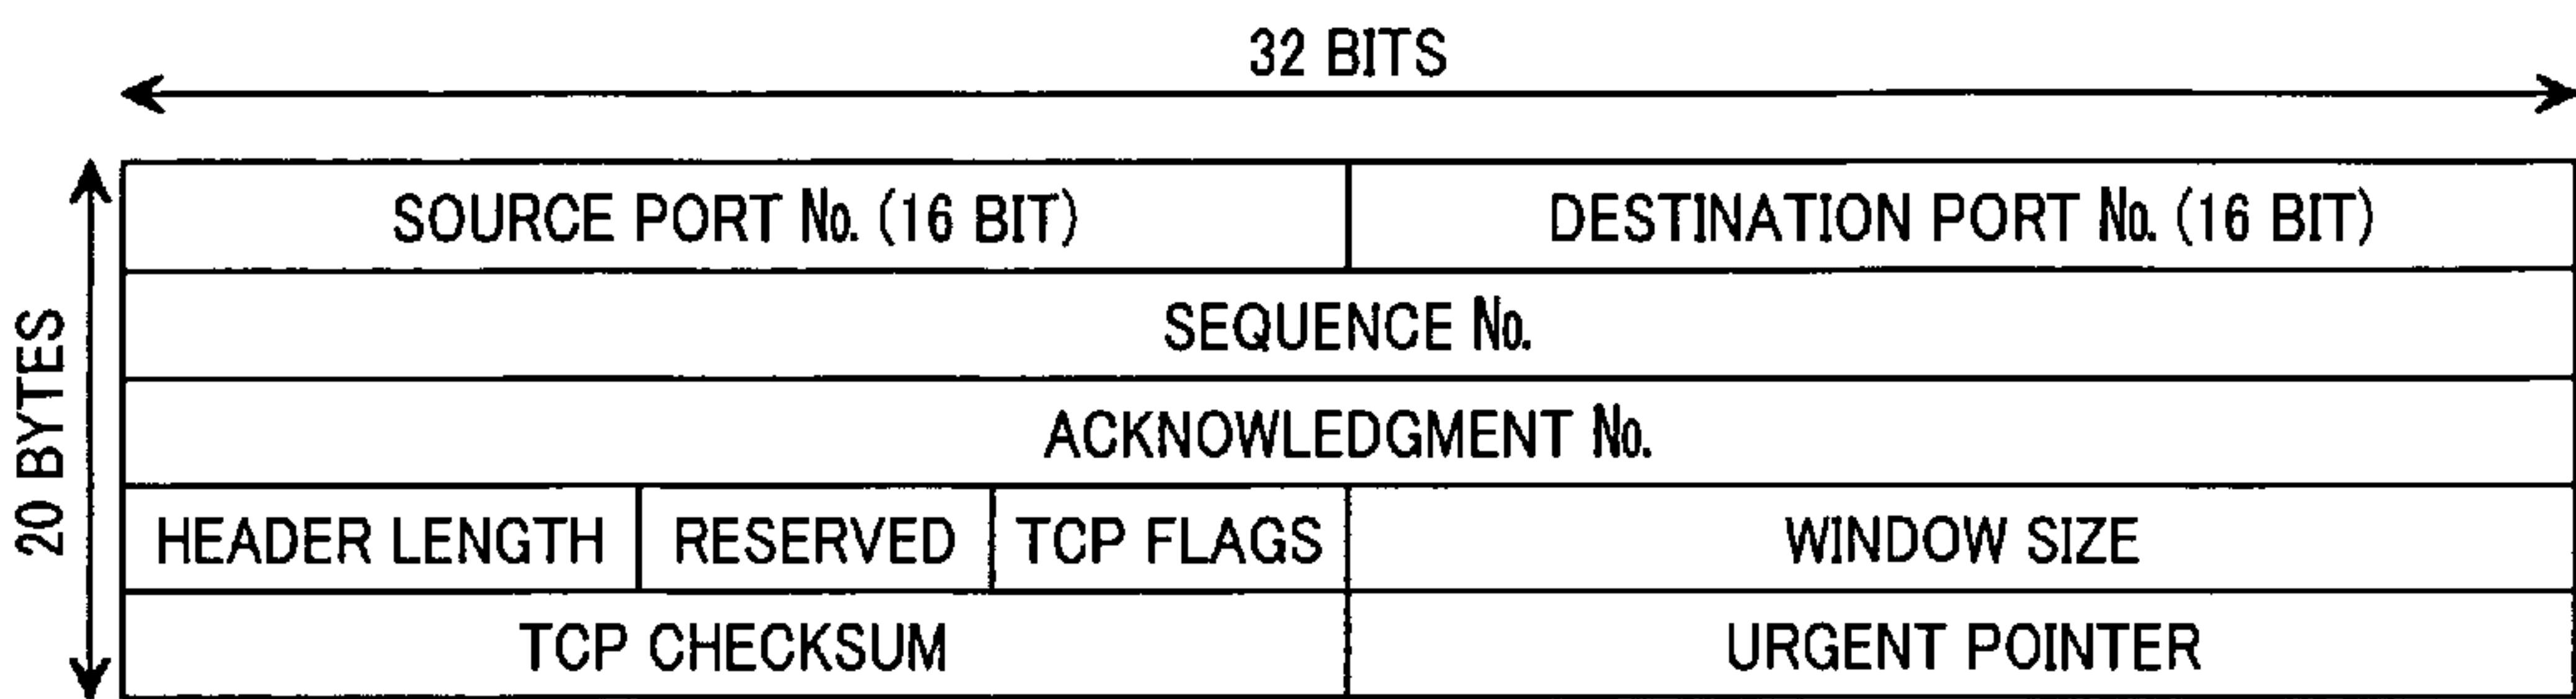 32 BITS
20 BYTES
SOURCE PORT No. (16 BIT)
DESTINATION PORT No. (16 BIT)
SEQUENCE No.
ACKNOWLEDGMENT No.
HEADER LENGTH
RESERVED
TCP FLAGS
WINDOW SIZE
TCP CHECKSUM
URGENT POINTER